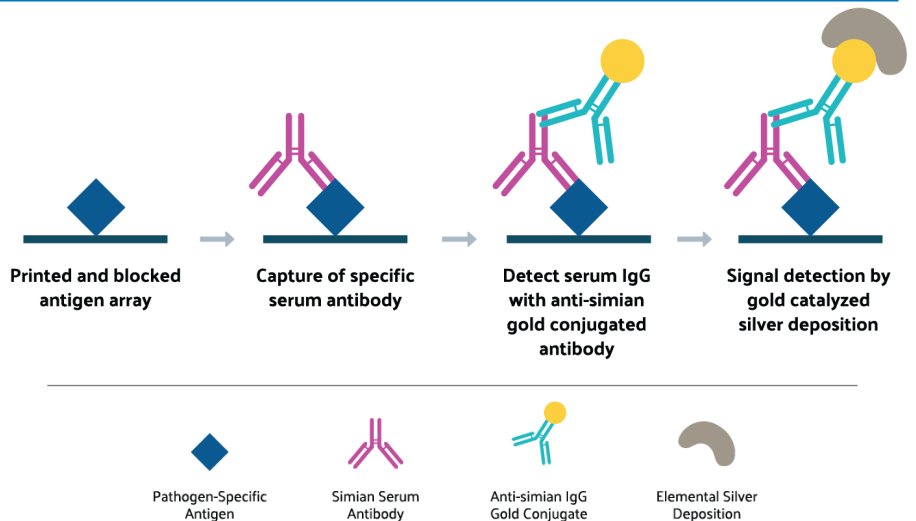 Printed and blocked
antigen array
Capture of specific
serum antibody
Detect serum IgG
with anti-simian
gold conjugated
antibody
Signal detection by
gold catalyzed
silver deposition
Pathogen-Specific
Antigen
Simian Serum
Antibody
Anti-simian IgG
Gold Conjugate
Elemental Silver
Deposition